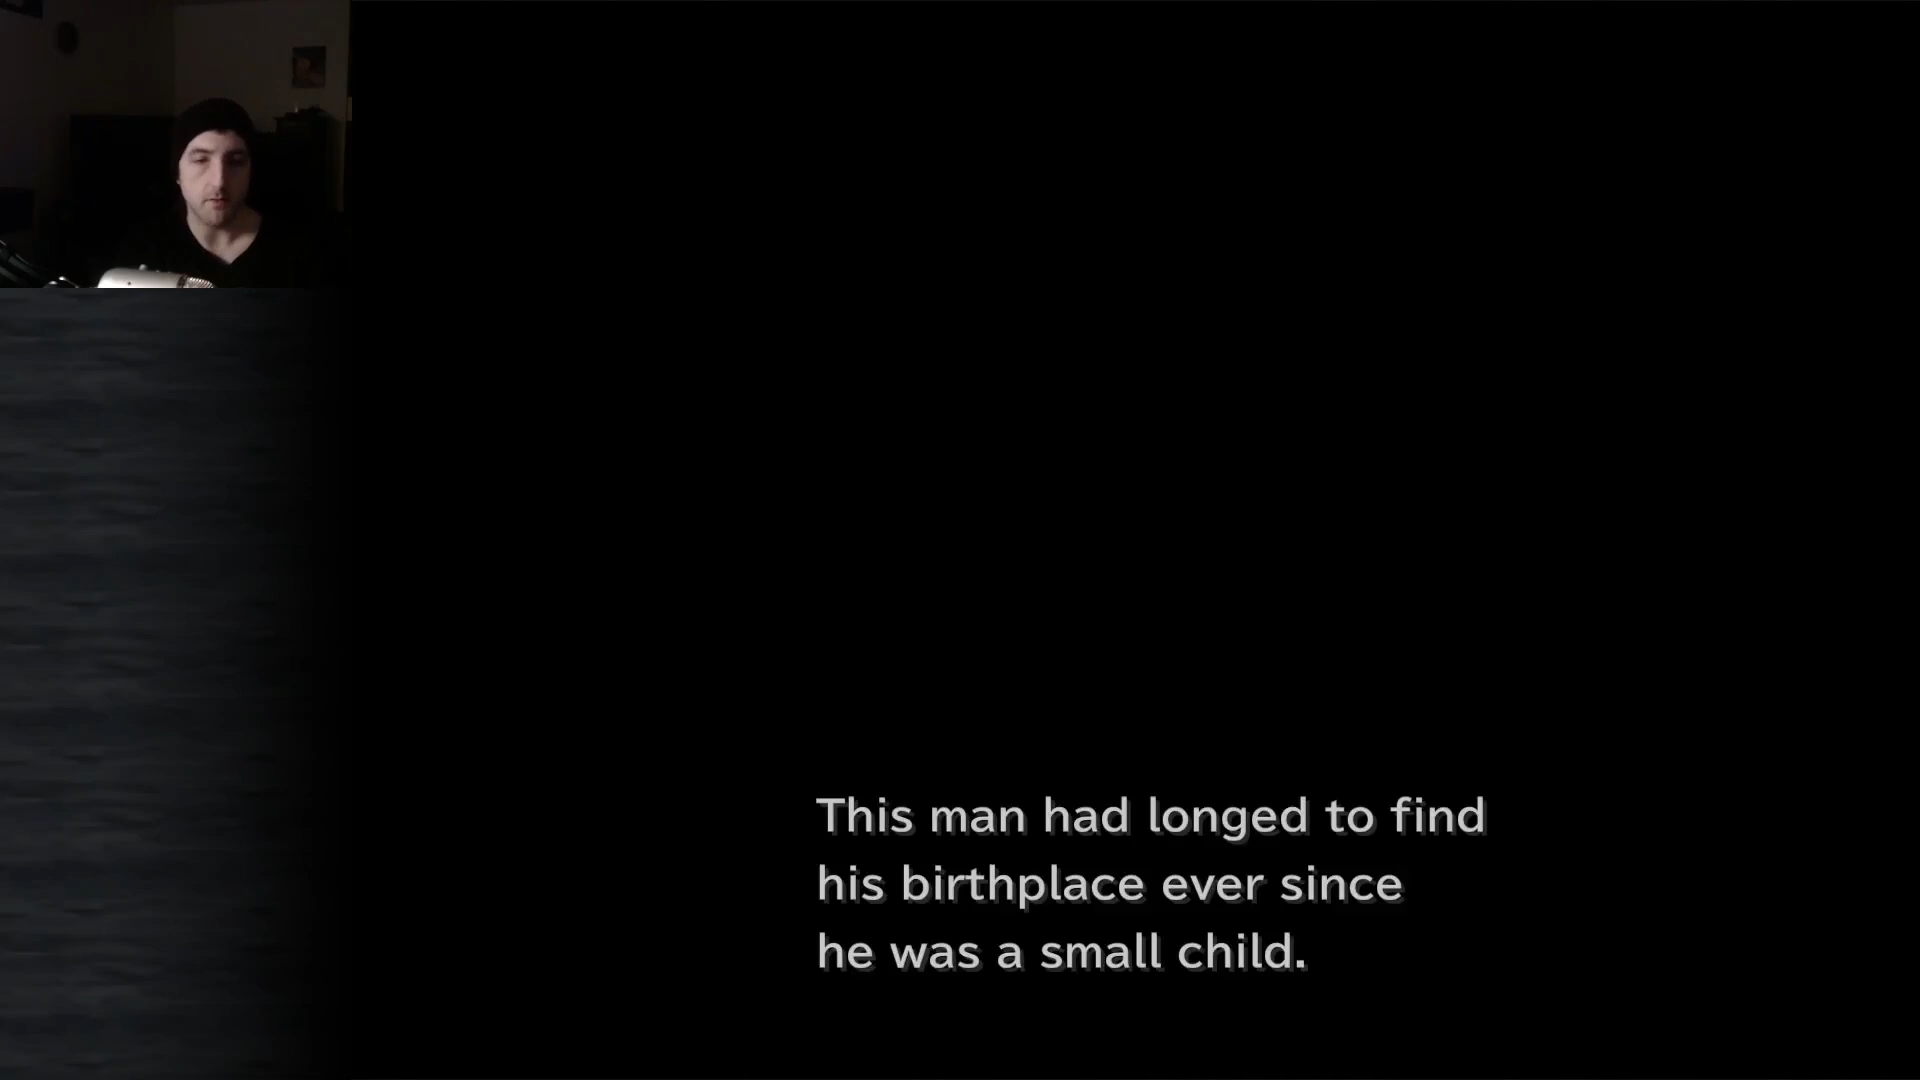 This man had longed to find
his birthplace ever since
he was a small child.